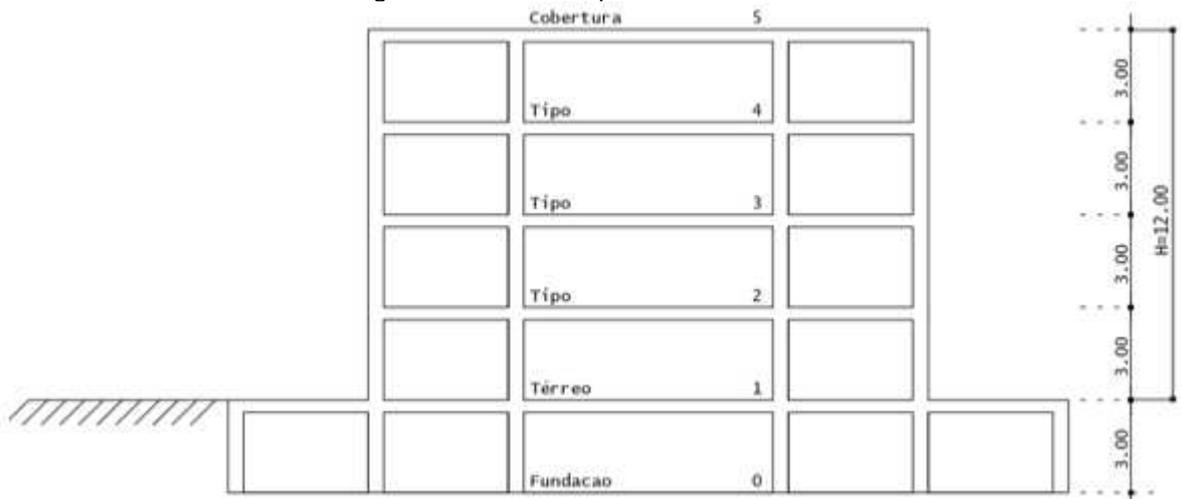 Cobertura 5
3.00
Tipo 4
3.00
Tipo 3
H=12.00
3.00
Tipo 2
3.00
Térreo 1
3.00
Fundacao 0